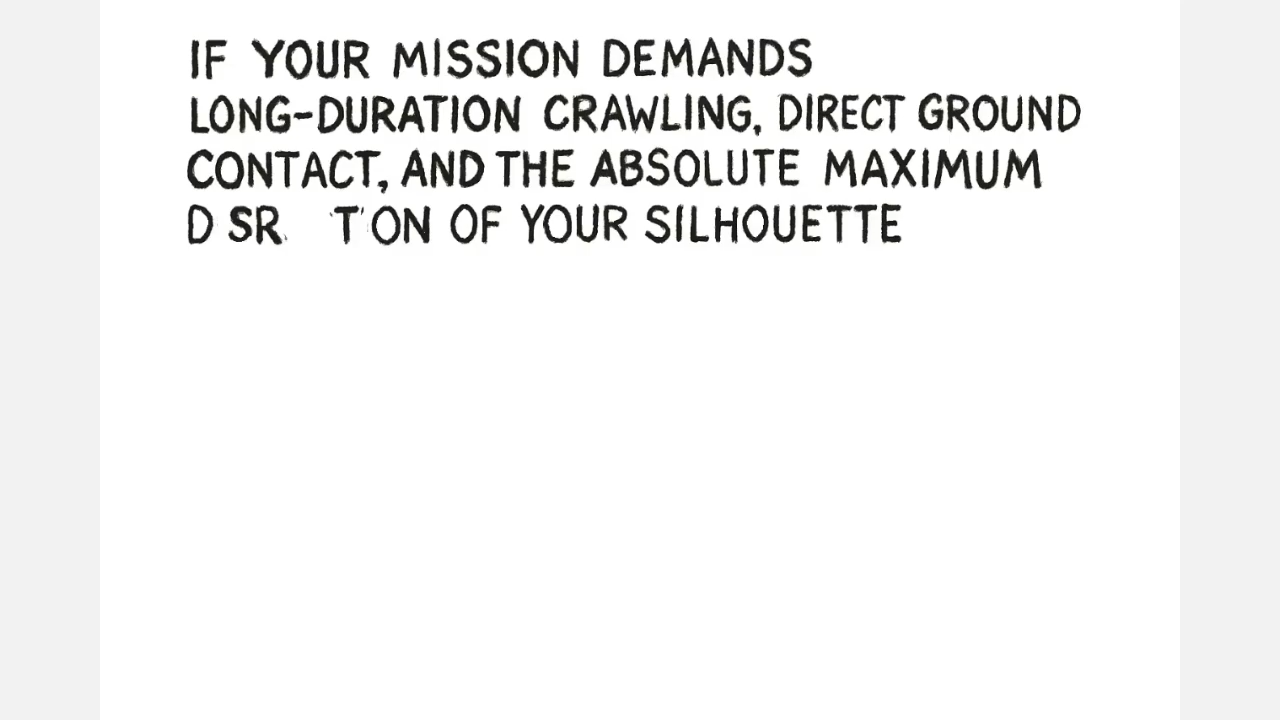 IF YOUR MISSION DEMANDS
LONG-DURATION CRAWLING, DIRECT GROUND
CONTACT, AND THE ABSOLUTE MAXIMUM
OF YOUR SILHOUETTE